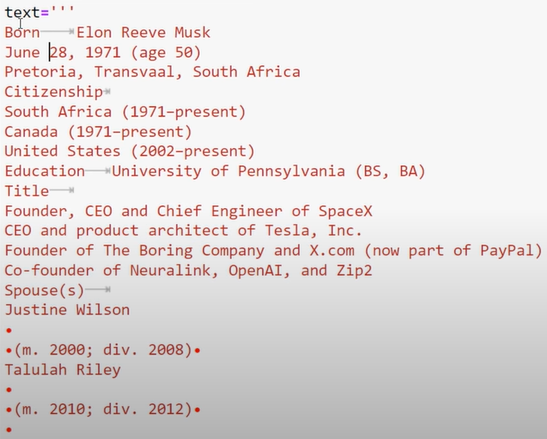 text='''
Born Elon Reeve Musk
June 28, 1971 (age 50)
Pretoria, Transvaal, South Africa
Citizenship
South Africa (1971–present)
Canada (1971–present)
United States (2002–present)
Education University of Pennsylvania (BS, BA)
Title
Founder, CEO and Chief Engineer of SpaceX
CEO and product architect of Tesla, Inc.
Founder of The Boring Company and X.com (now part of PayPal)
Co-founder of Neuralink, OpenAI, and Zip2
Spouse(s)
Justine Wilson
•
•(m. 2000; div. 2008)•
Talulah Riley
•
•(m. 2010; div. 2012)•
•